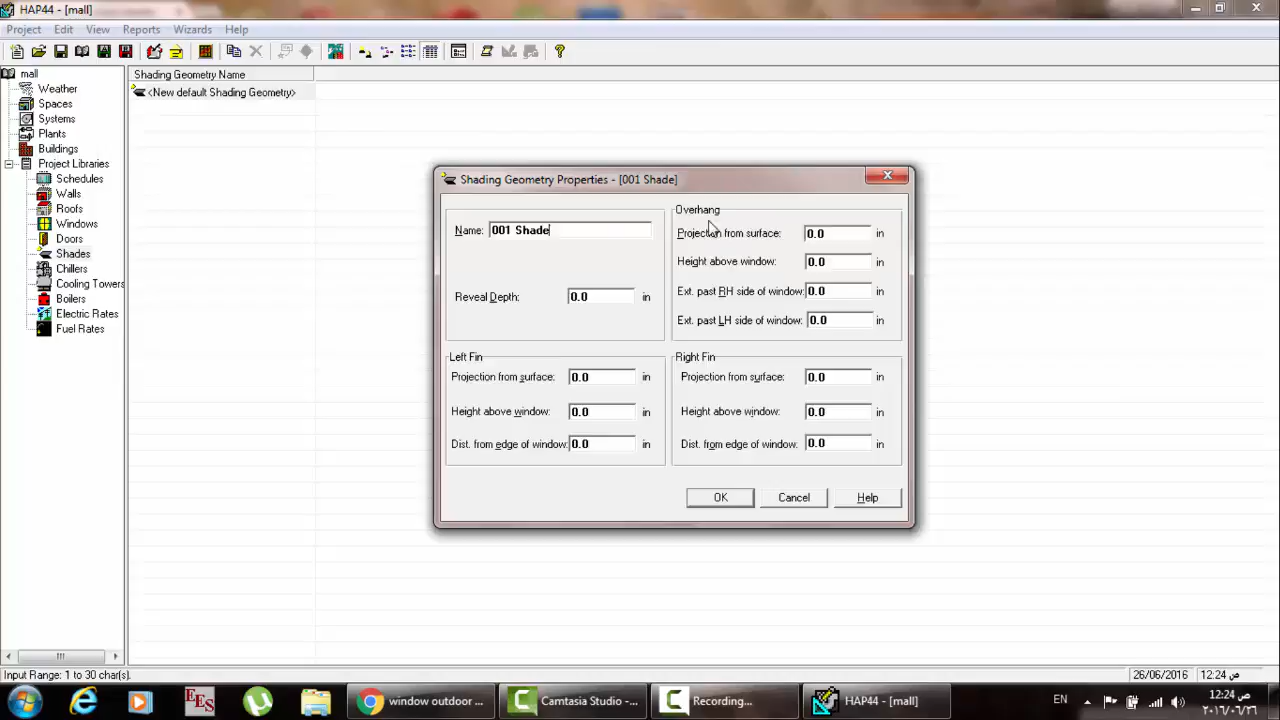 HAP44 - [mall]
Project Edit View Reports Wizards Help
mall
Weather
Spaces
Systems
Plants
Buildings
Project Libraries
Schedules
Walls
Roofs
Windows
Doors
Shades
Chillers
Cooling Towers
Boilers
Electric Rates
Fuel Rates
Shading Geometry Name
<New default Shading Geometry>
Shading Geometry Properties - [001 Shade]
Name: 001 Shade
Reveal Depth: 0.0 in
Overhang
Projection from surface: 0.0 in
Height above window: 0.0 in
Ext. past RH side of window: 0.0 in
Ext. past LH side of window: 0.0 in
Left Fin
Projection from surface: 0.0 in
Height above window: 0.0 in
Dist. from edge of window: 0.0 in
Right Fin
Projection from surface: 0.0 in
Height above window: 0.0 in
Dist. from edge of window: 0.0 in
OK Cancel Help
Input Range: 1 to 30 char(s).
26/06/2016 12:24 ص
EES
window outdoor ...
Camtasia Studio -...
Recording...
HAP44 - [mall]
EN
12:24 ص
٢٠١٦/٠٦/٢٦